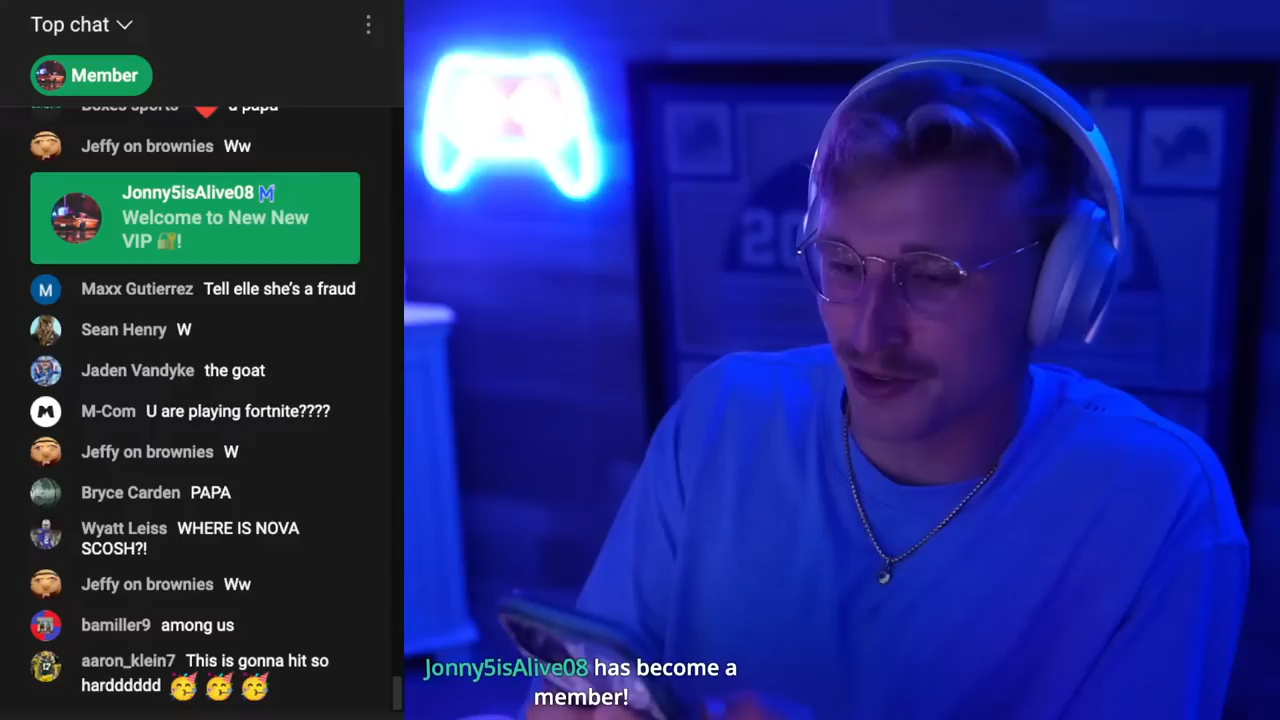 Top chat
Member
Boxes sports ❤️ u papa
Jeffy on brownies Ww
Jonny5isAlive08
Welcome to New New
VIP 🔐!
M Maxx Gutierrez Tell elle she's a fraud
Sean Henry W
Jaden Vandyke the goat
M-Com U are playing fortnite????
Jeffy on brownies W
Bryce Carden PAPA
Wyatt Leiss WHERE IS NOVA
SCOSH?!
Jeffy on brownies Ww
bamiller9 among us
aaron_klein7 This is gonna hit so
hardddddd 🥳 🥳 🥳
Jonny5isAlive08 has become a
member!